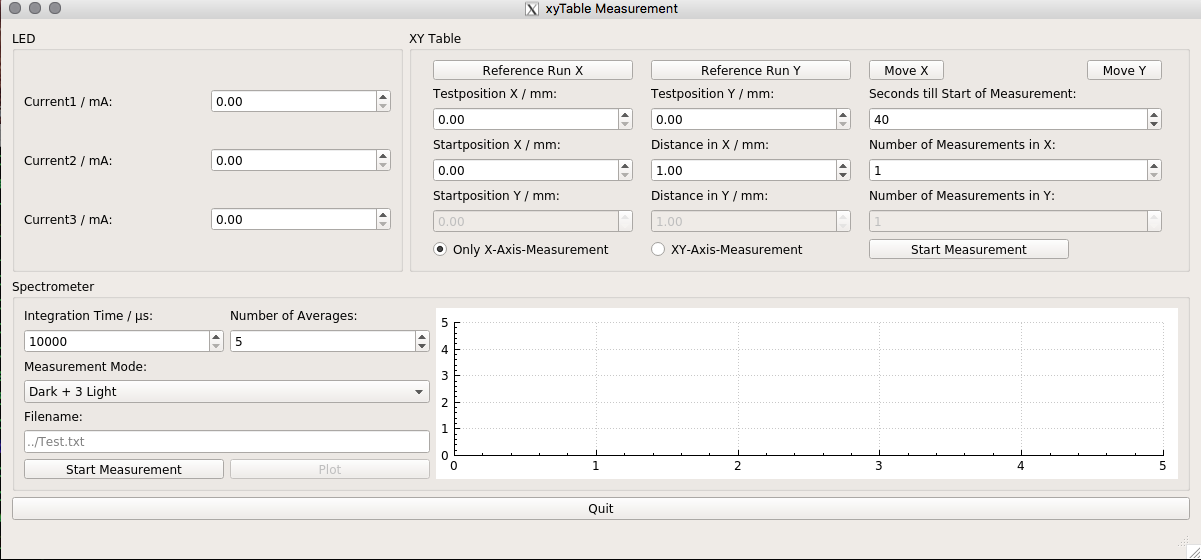 xyTable Measurement
LED
Current1 / mA: 0.00
Current2 / mA: 0.00
Current3 / mA: 0.00
XY Table
Reference Run X Reference Run Y Move X Move Y
Testposition X / mm: Testposition Y / mm: Seconds till Start of Measurement:
0.00 0.00 40
Startposition X / mm: Distance in X / mm: Number of Measurements in X:
0.00 1.00 1
Startposition Y / mm: Distance in Y / mm: Number of Measurements in Y:
0.00 1.00 1
Only X-Axis-Measurement XY-Axis-Measurement Start Measurement
Spectrometer
Integration Time / µs: Number of Averages:
10000 5
Measurement Mode:
Dark + 3 Light
Filename:
../Test.txt
Start Measurement Plot
5
4
3
2
1
0
0 1 2 3 4 5
Quit